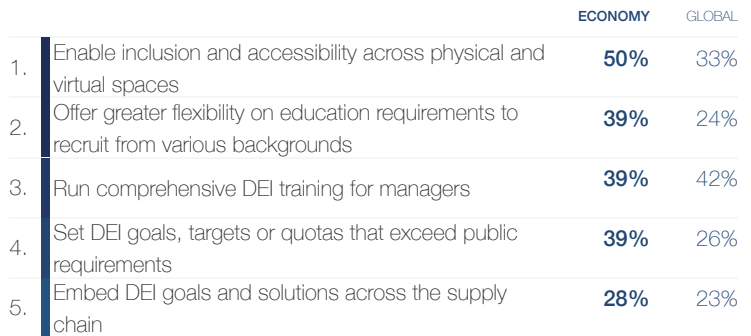 ECONOMY GLOBAL
1. Enable inclusion and accessibility across physical and 50% 33%
virtual spaces
2. Offer greater flexibility on education requirements to 39% 24%
recruit from various backgrounds
3. Run comprehensive DEI training for managers 39% 42%
4. Set DEI goals, targets or quotas that exceed public 39% 26%
requirements
5. Embed DEI goals and solutions across the supply 28% 23%
chain